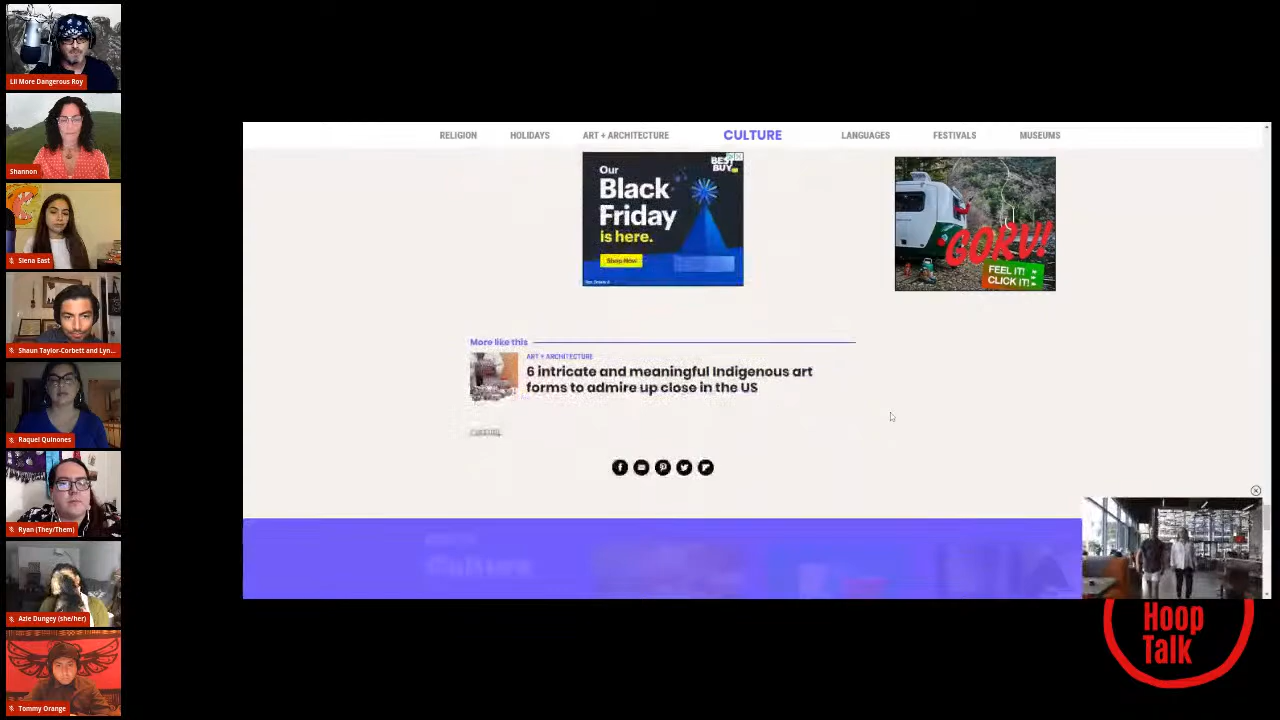 Lil More Dangerous Roy
Shannon
Siena East
Shaun Taylor-Corbett and Lyn...
Raquel Quinones
Ryan (They/Them)
Azie Dungey (she/her)
Tommy Orange
RELIGION HOLIDAYS ART + ARCHITECTURE CULTURE LANGUAGES FESTIVALS MUSEUMS
BEST BUY
Our
Black
Friday
is here.
Shop Now
GORV!
FEEL IT!
CLICK IT!
More like this
ART + ARCHITECTURE
6 intricate and meaningful Indigenous art
forms to admire up close in the US
Culture
Hoop
Talk